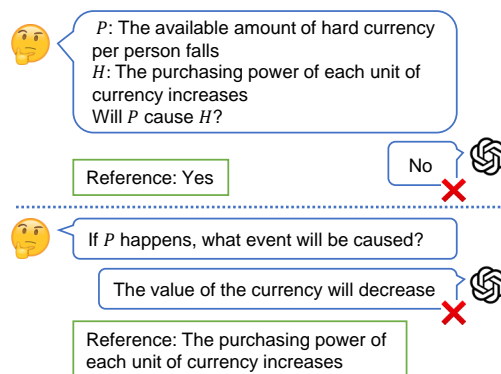 P: The available amount of hard currency
per person falls
H: The purchasing power of each unit of
currency increases
Will P cause H?
No
Reference: Yes
If P happens, what event will be caused?
The value of the currency will decrease
Reference: The purchasing power of
each unit of currency increases